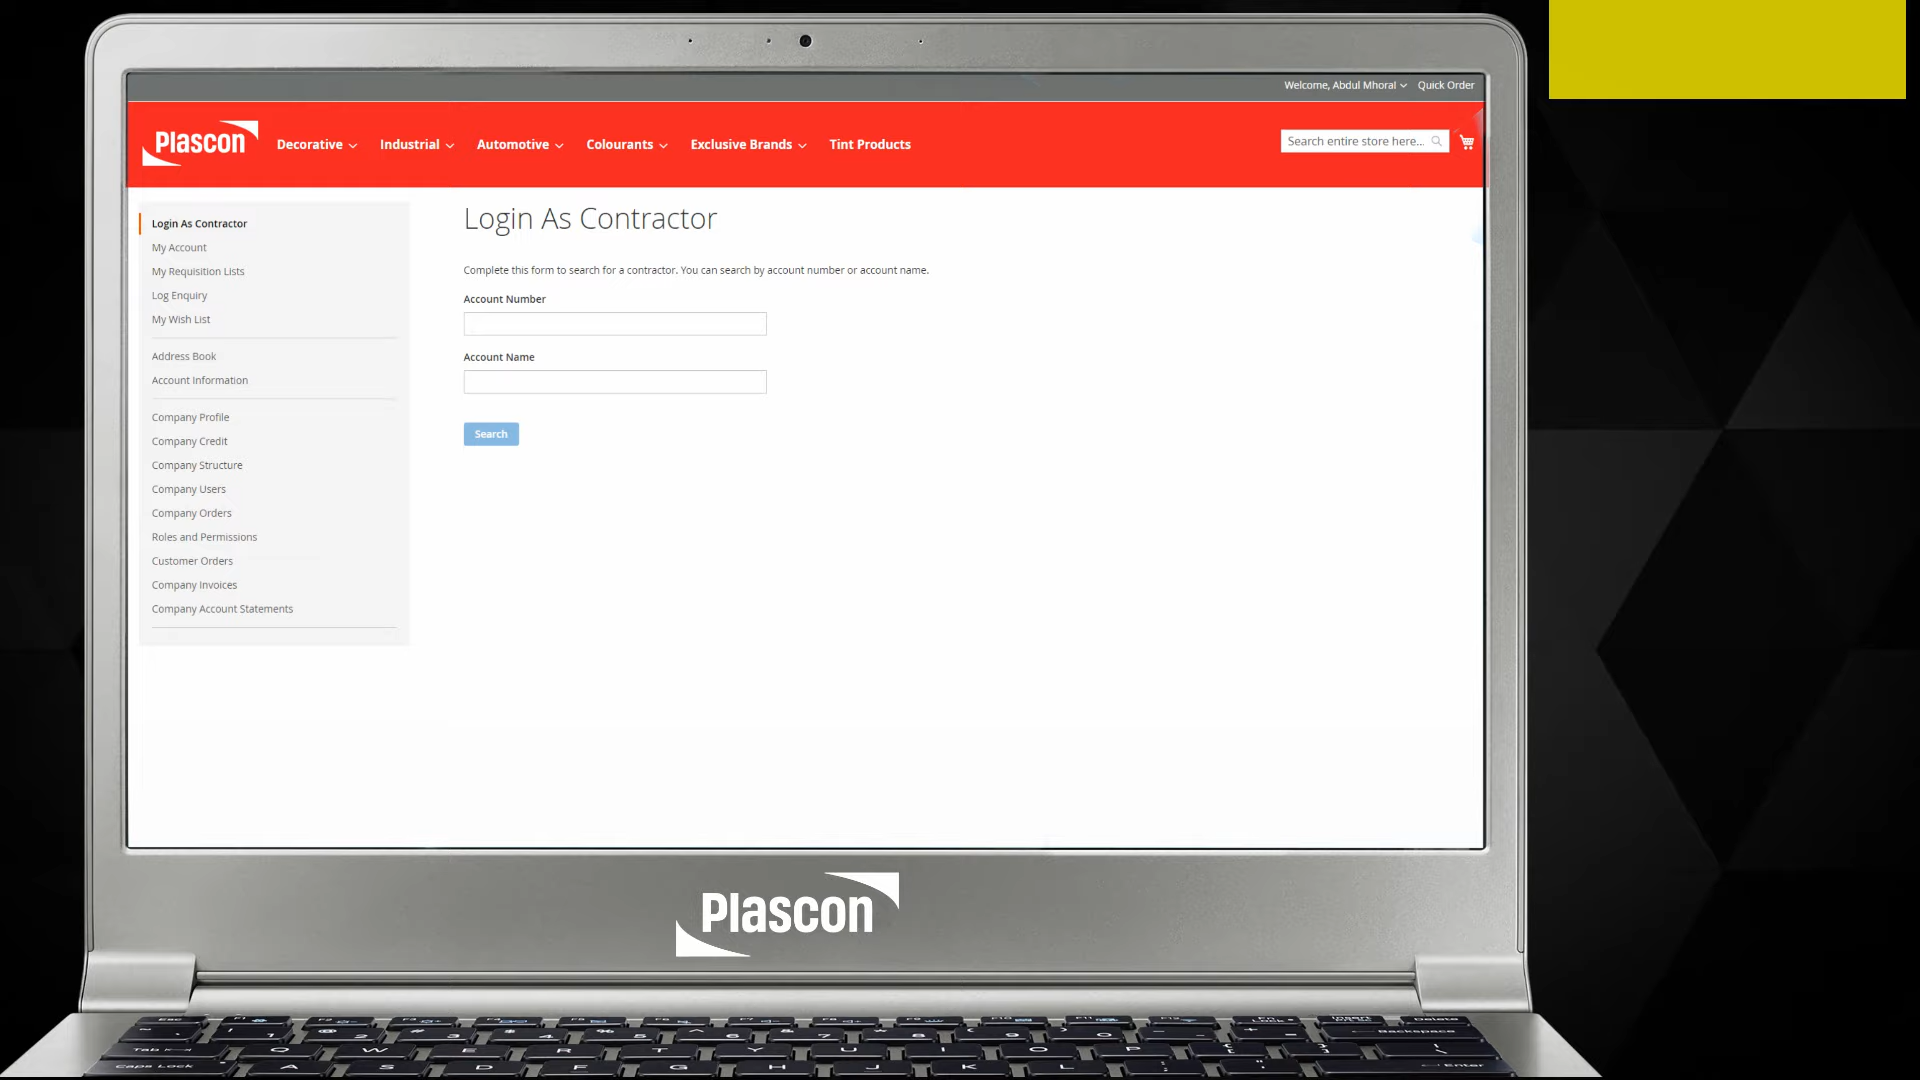 Welcome, Abdul Mhoral Quick Order
Plascon Decorative Industrial Automotive Colourants Exclusive Brands Tint Products Search entire store here...
Login As Contractor
My Account
My Requisition Lists
Log Enquiry
My Wish List
Address Book
Account Information
Company Profile
Company Credit
Company Structure
Company Users
Company Orders
Roles and Permissions
Customer Orders
Company Invoices
Company Account Statements
Login As Contractor
Complete this form to search for a contractor. You can search by account number or account name.
Account Number
Account Name
Search
Plascon
Q W E R T Y U I O P
Caps Lock A S D F G H J K L Enter